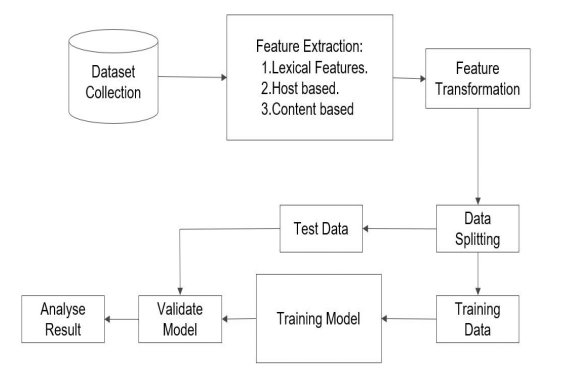 Dataset
Collection
Feature Extraction:
1.Lexical Features.
2.Host based.
3.Content based
Feature
Transformation
Test Data
Data
Splitting
Analyse
Result
Validate
Model
Training Model
Training
Data